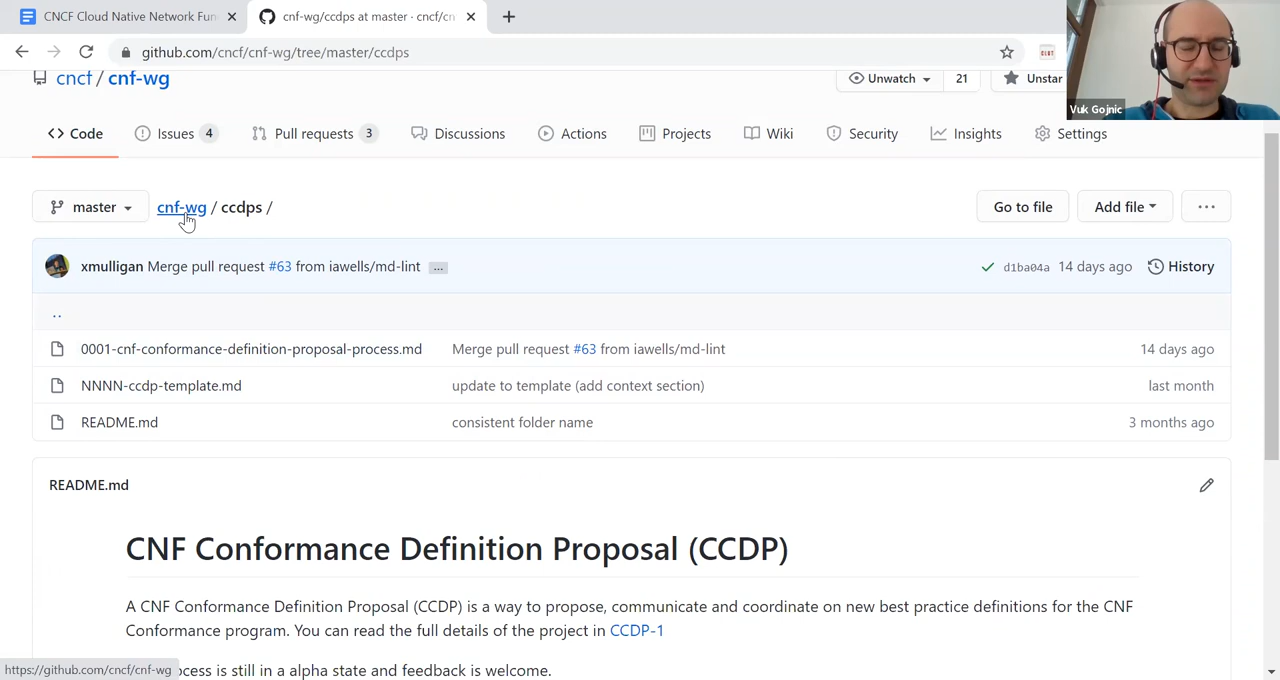 CNCF Cloud Native Network Fun
cnf-wg/ccdps at master · cncf/cn
github.com/cncf/cnf-wg/tree/master/ccdps
Vuk Gojnic
cncf / cnf-wg
Unwatch
21
Unstar
Code
Issues 4
Pull requests 3
Discussions
Actions
Projects
Wiki
Security
Insights
Settings
master
cnf-wg / ccdps /
Go to file
Add file
xmulligan Merge pull request #63 from iawells/md-lint ...
d1ba04a 14 days ago
History
..
0001-cnf-conformance-definition-proposal-process.md Merge pull request #63 from iawells/md-lint 14 days ago
NNNN-ccdp-template.md update to template (add context section) last month
README.md consistent folder name 3 months ago
README.md
CNF Conformance Definition Proposal (CCDP)
A CNF Conformance Definition Proposal (CCDP) is a way to propose, communicate and coordinate on new best practice definitions for the CNF
Conformance program. You can read the full details of the project in CCDP-1
ocess is still in a alpha state and feedback is welcome.
https://github.com/cncf/cnf-wg